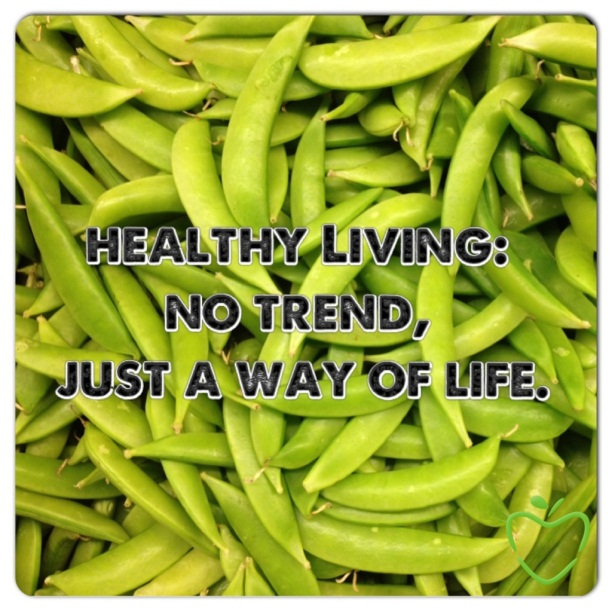 HEALTHY LIVING:
NO TREND,
JUST A WAY OF LIFE.